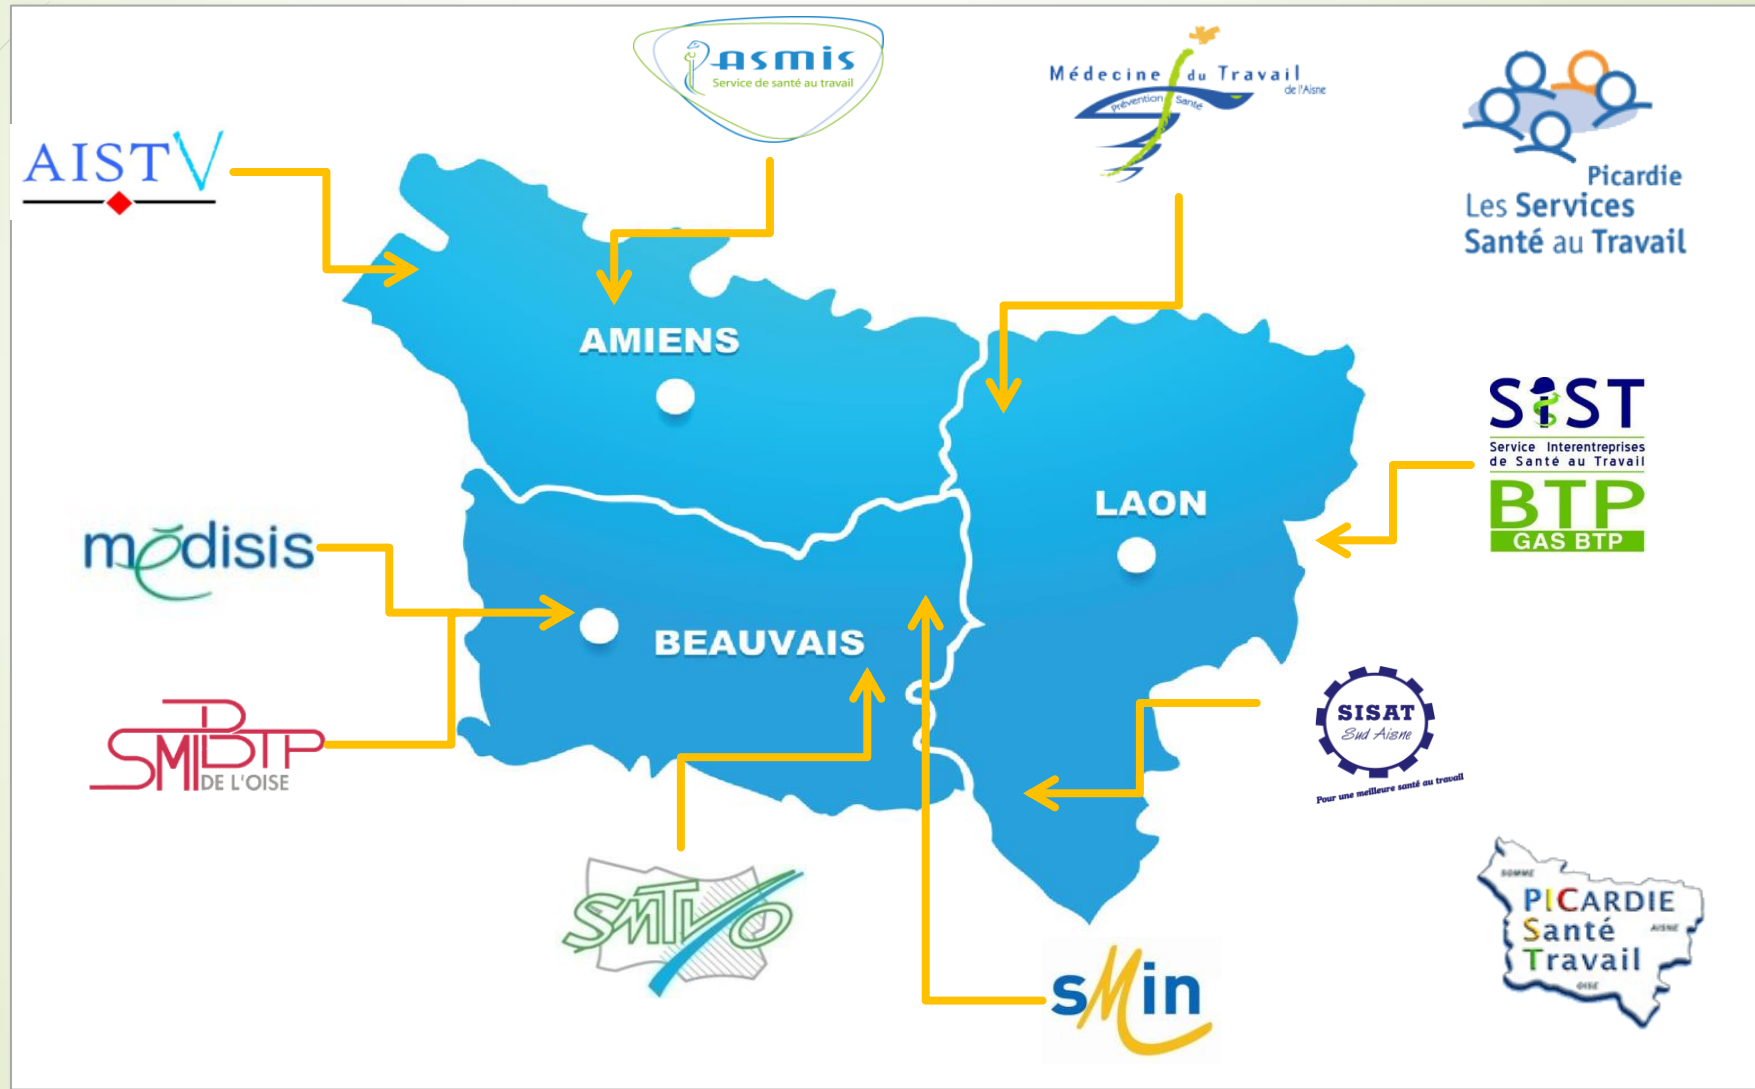 asmis
Service de santé au travail
Médecine du Travail
de l'Aisne
Prévention Santé
AISTV
Picardie
Les Services
Santé au Travail
AMIENS
SiST
Service Interentreprises
de Santé au Travail
BTP
GAS BTP
LAON
médisis
BEAUVAIS
SMIBTP
DE L'OISE
SISAT
Sud Aisne
Pour une meilleure santé au travail
SMTVO
sMin
SOMME
PICARDIE
Santé
AISNE
Travail
OISE